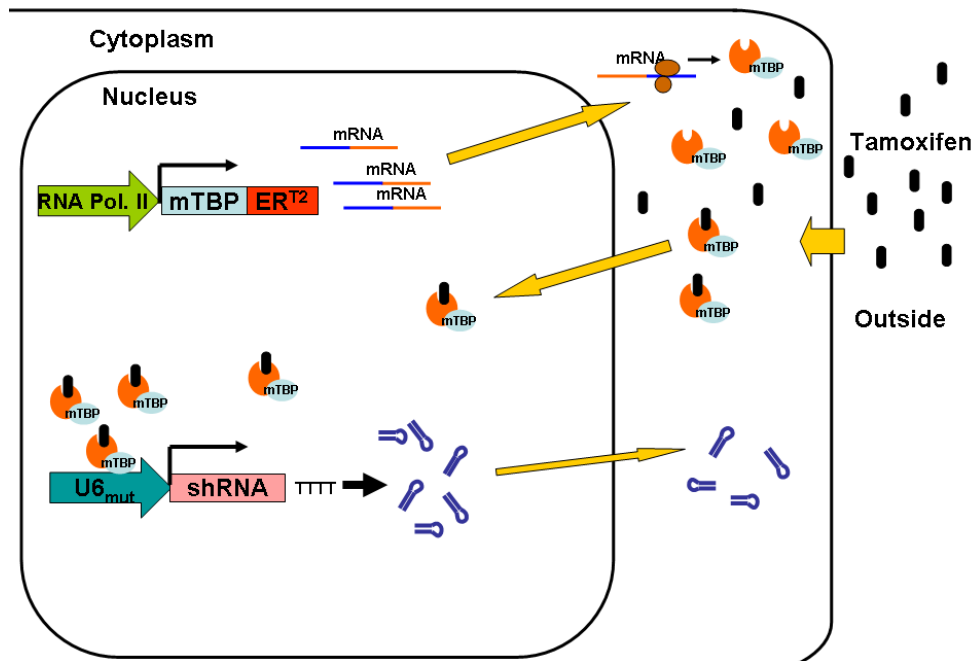 Cytoplasm
Nucleus
mRNA
mTBP
mRNA
mRNA
mRNA
RNA Pol. II
mTBP
ERᵀ²
mTBP
mTBP
Tamoxifen
mTBP
mTBP
mTBP
Outside
mTBP
mTBP
mTBP
mTBP
U6mut
shRNA
TTTT